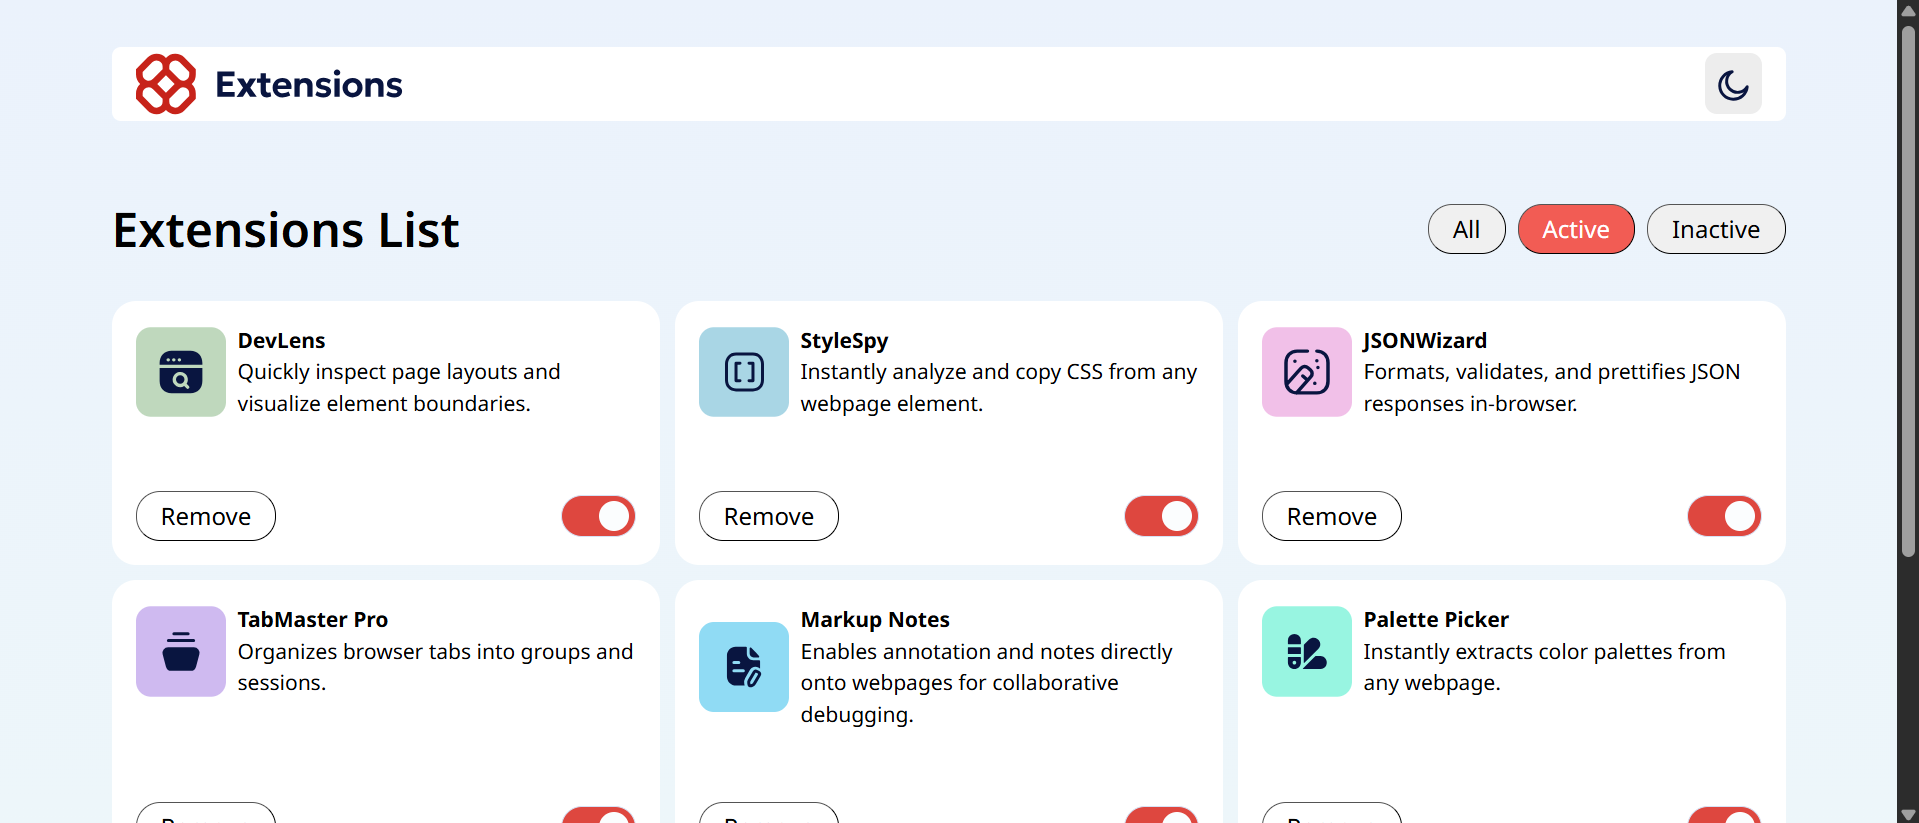 Extensions
Extensions List
All
Active
Inactive
DevLens
Quickly inspect page layouts and
visualize element boundaries.
Remove
StyleSpy
Instantly analyze and copy CSS from any
webpage element.
Remove
JSONWizard
Formats, validates, and prettifies JSON
responses in-browser.
Remove
TabMaster Pro
Organizes browser tabs into groups and
sessions.
Markup Notes
Enables annotation and notes directly
onto webpages for collaborative
debugging.
Palette Picker
Instantly extracts color palettes from
any webpage.